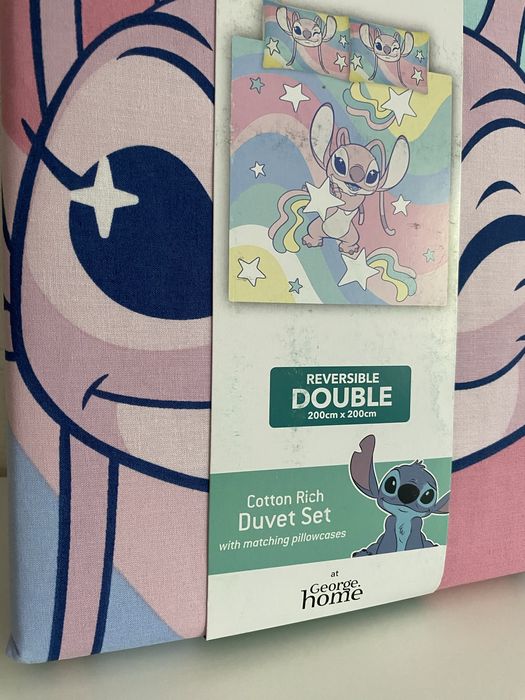 REVERSIBLE
DOUBLE
200cm x 200cm
Cotton Rich
Duvet Set
with matching pillowcases
at
George.
home